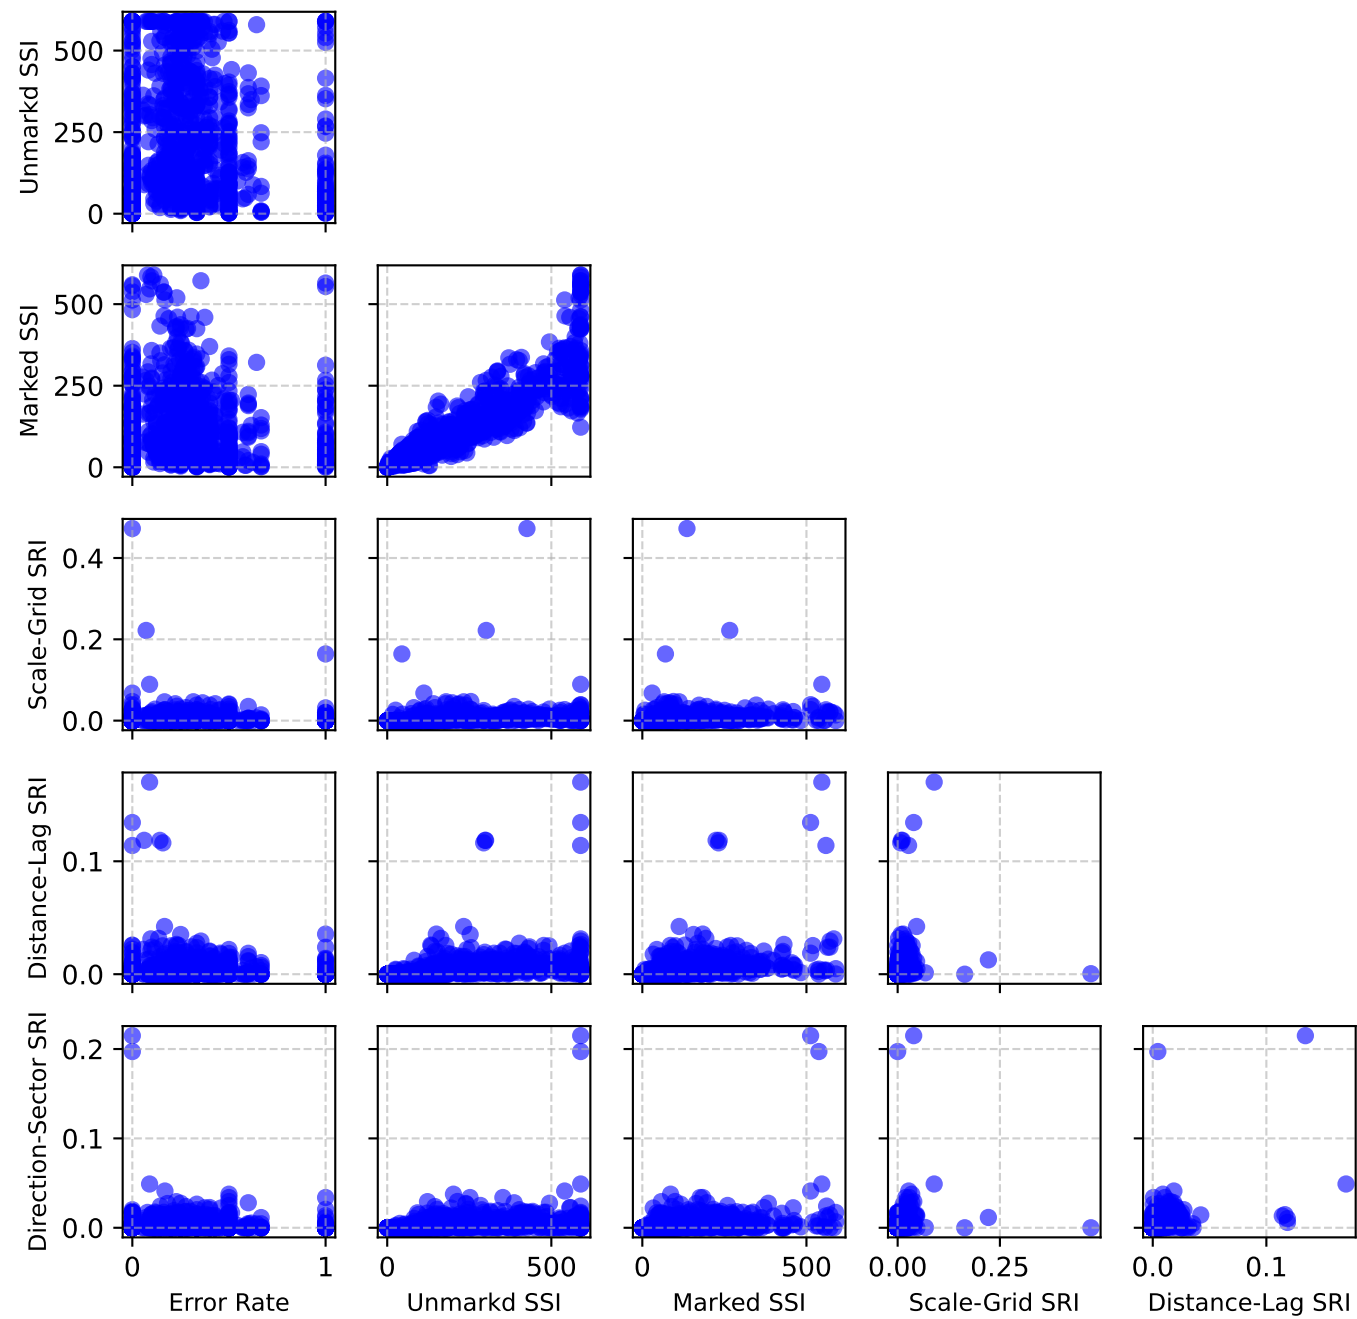 Unmarkd SSI
500
250
0
Marked SSI
500
250
0
Scale-Grid SRI
0.4
0.2
0.0
Distance-Lag SRI
0.1
0.0
Direction-Sector SRI
0.2
0.1
0.0
0 1 0 500 0 500 0.00 0.25 0.0 0.1
Error Rate Unmarkd SSI Marked SSI Scale-Grid SRI Distance-Lag SRI